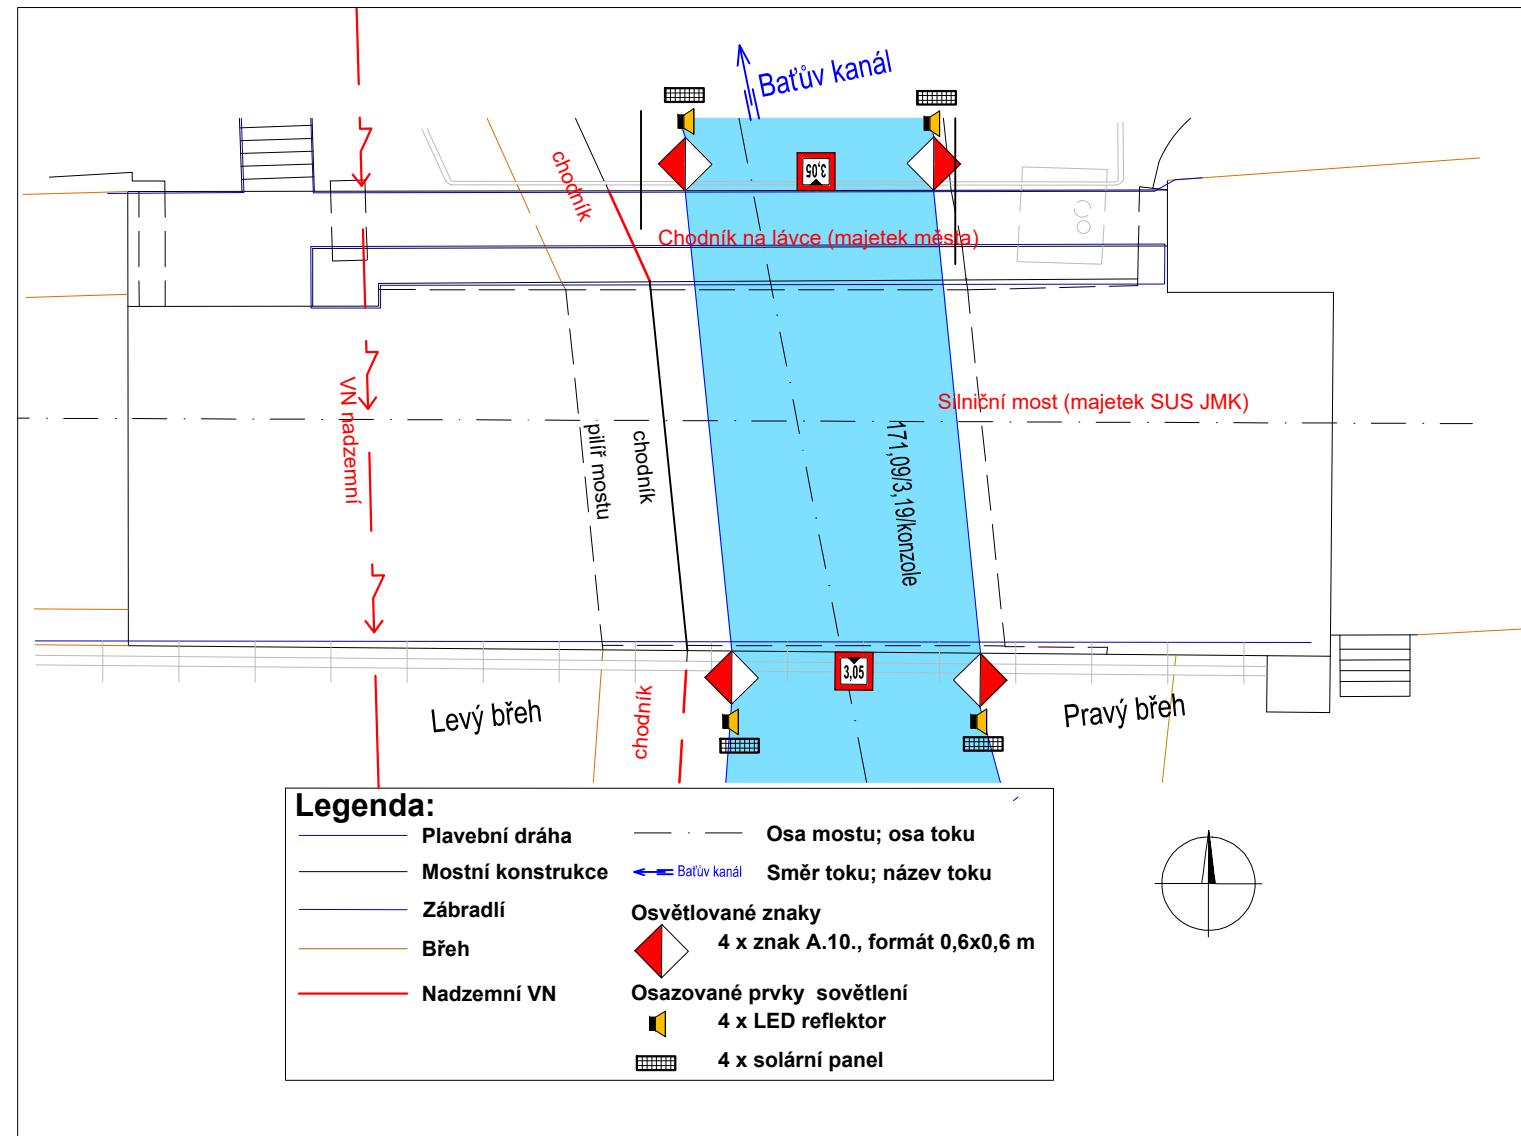 Baťův kanál
chodník
3,05
Chodník na lávce (majetek města)
VN nadzemní
Silniční most (majetek SUS JMK)
pilíř mostu
chodník
171,09/3,19/konzole
Levý břeh
chodník
3,05
Pravý břeh
Legenda:
Plavební dráha
Mostní konstrukce
Zábradlí
Břeh
Nadzemní VN
Osa mostu; osa toku
Baťův kanál
Směr toku; název toku
Osvětlované znaky
4 x znak A.10., formát 0,6x0,6 m
Osazované prvky sovětlení
4 x LED reflektor
4 x solární panel